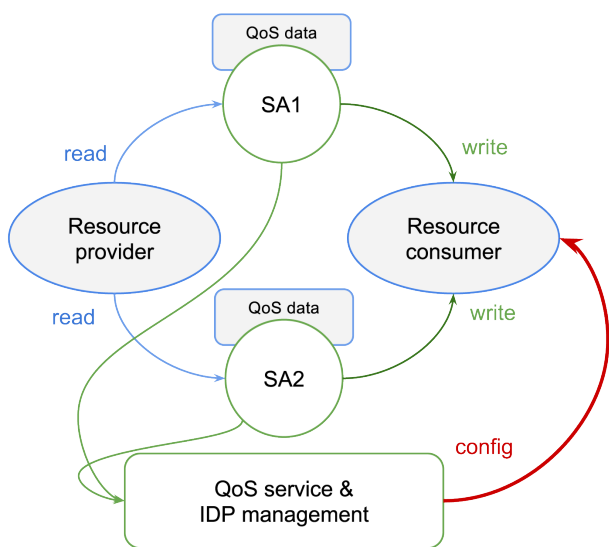 QoS data
SA1
read
write
Resource
provider
Resource
consumer
read
QoS data
write
SA2
config
QoS service &
IDP management